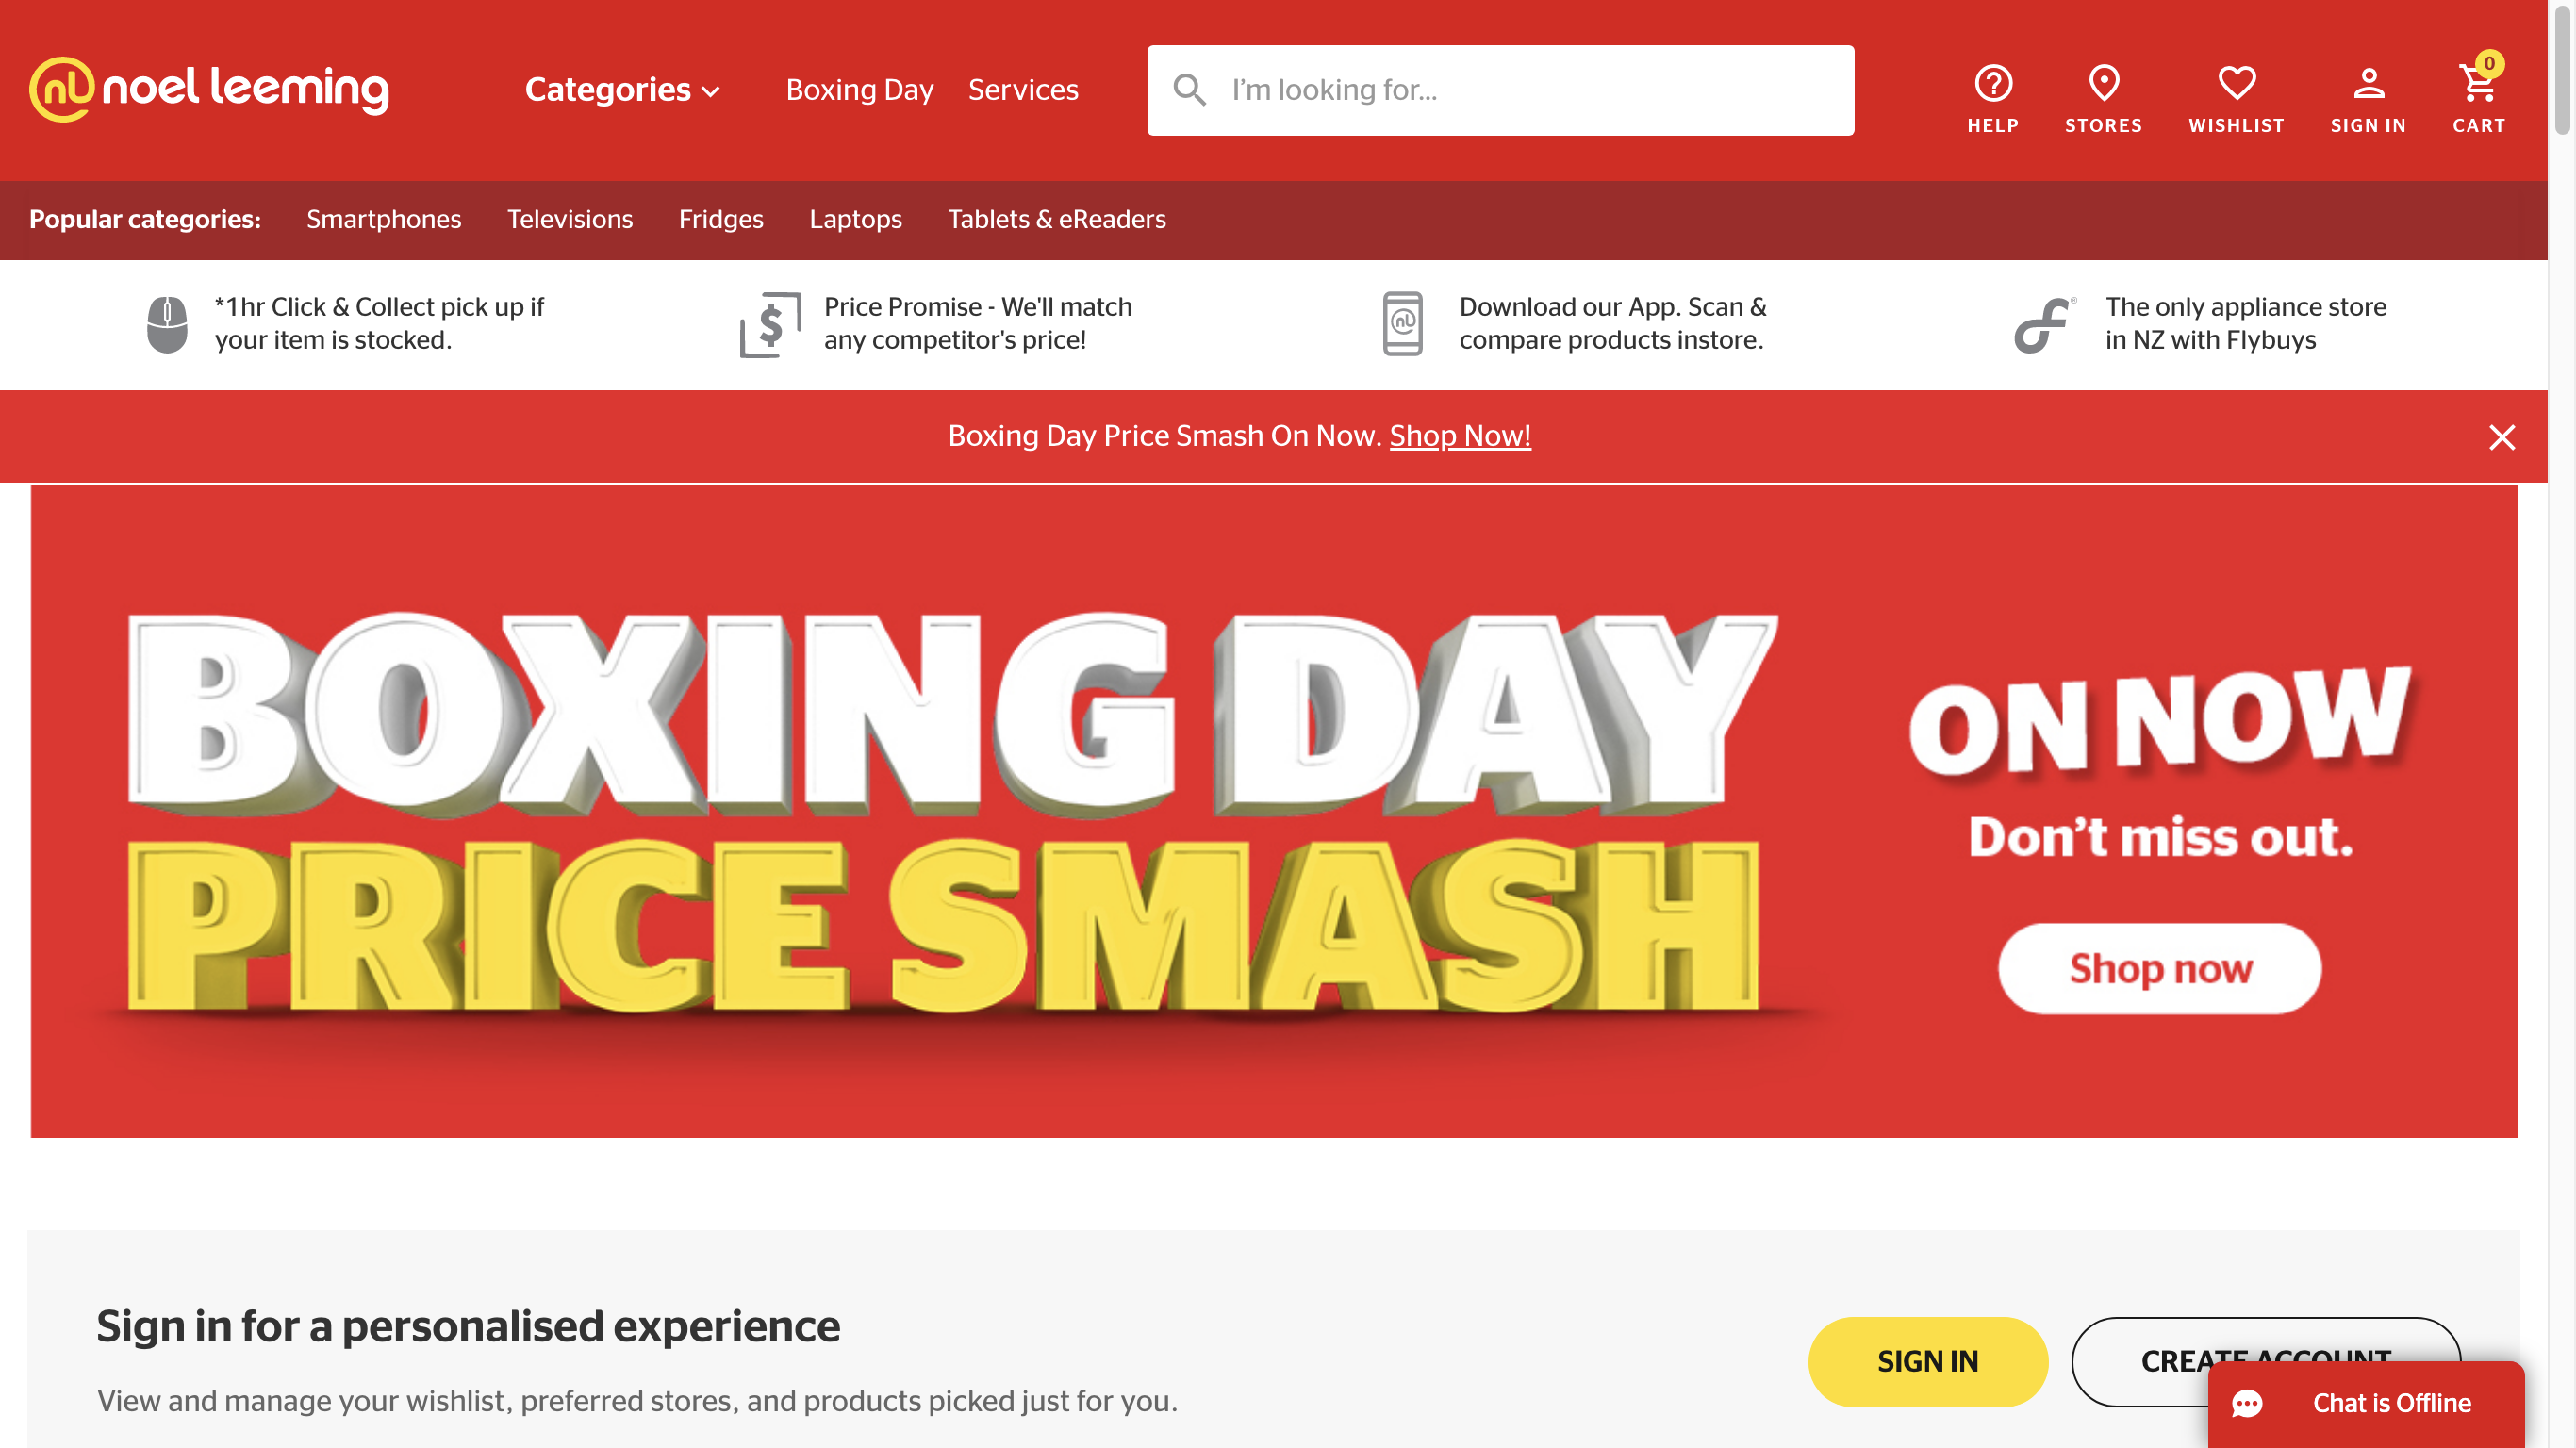 noel leeming
Categories
Boxing Day
Services
I'm looking for...
HELP
STORES
WISHLIST
SIGN IN
0
CART
Popular categories:
Smartphones
Televisions
Fridges
Laptops
Tablets & eReaders
*1hr Click & Collect pick up if
your item is stocked.
Price Promise - We'll match
any competitor's price!
Download our App. Scan &
compare products instore.
The only appliance store
in NZ with Flybuys
Boxing Day Price Smash On Now. Shop Now!
BOXING DAY
PRICE SMASH
ON NOW
Don't miss out.
Shop now
Sign in for a personalised experience
View and manage your wishlist, preferred stores, and products picked just for you.
SIGN IN
CREATE ACCOUNT
Chat is Offline